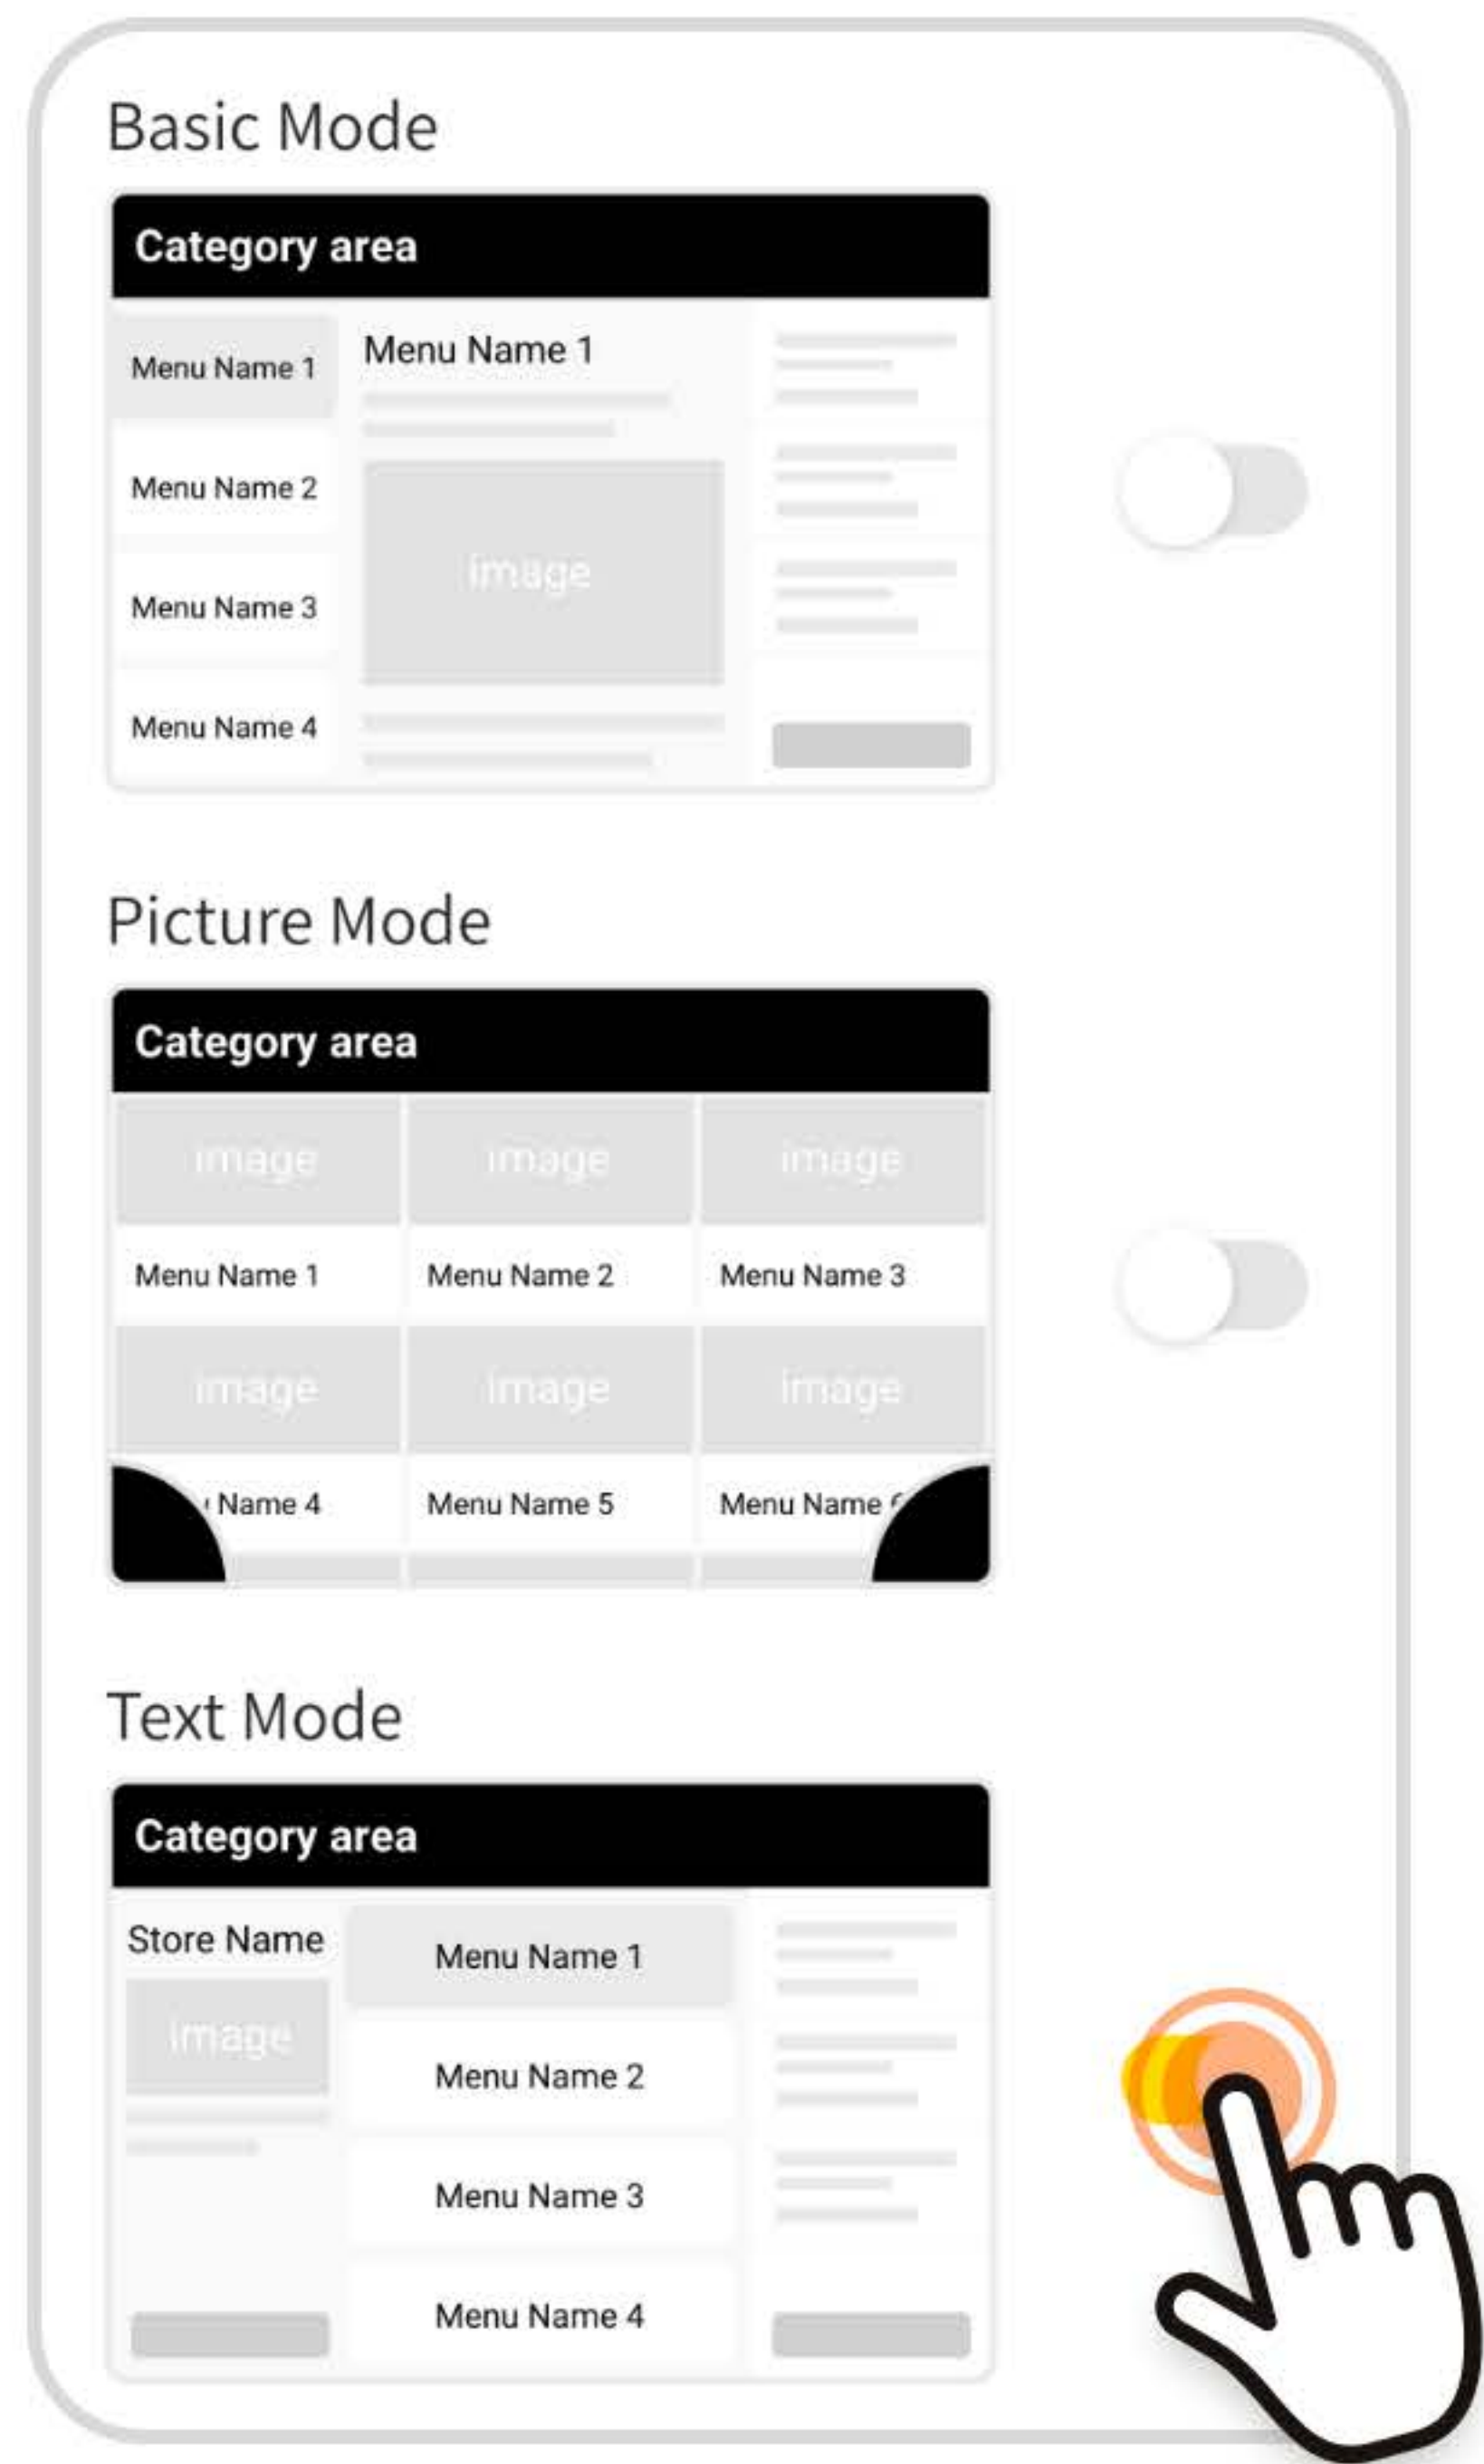 Basic Mode
Category area
Menu Name 1
Menu Name 2
Menu Name 3
Menu Name 4
Menu Name 1
image
Picture Mode
Category area
image image image
Menu Name 1 Menu Name 2 Menu Name 3
image image image
Name 4 Menu Name 5 Menu Name
Text Mode
Category area
Store Name
image
Menu Name 1
Menu Name 2
Menu Name 3
Menu Name 4